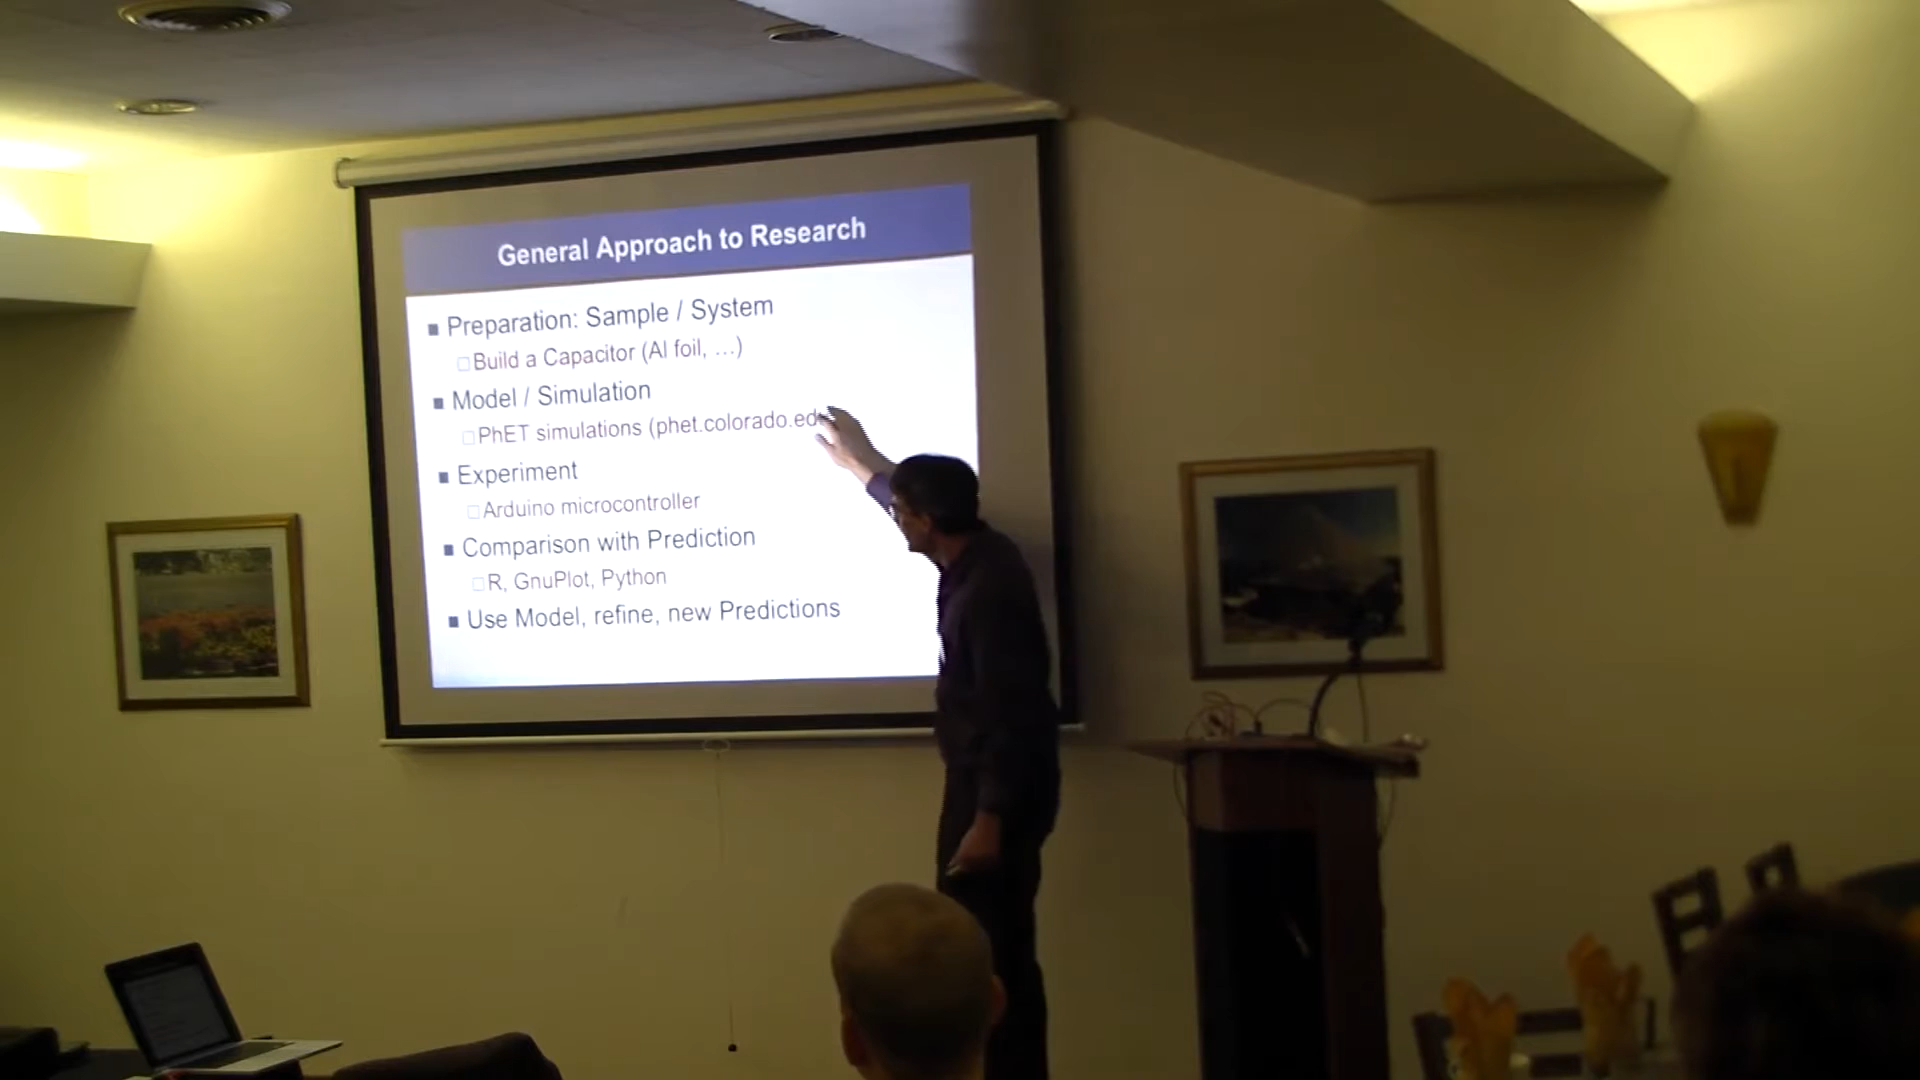 General Approach to Research
Preparation: Sample / System
Build a Capacitor (Al foil, ...)
Model / Simulation
PhET simulations (phet.colorado.ed
Experiment
Arduino microcontroller
Comparison with Prediction
R, GnuPlot, Python
Use Model, refine, new Predictions